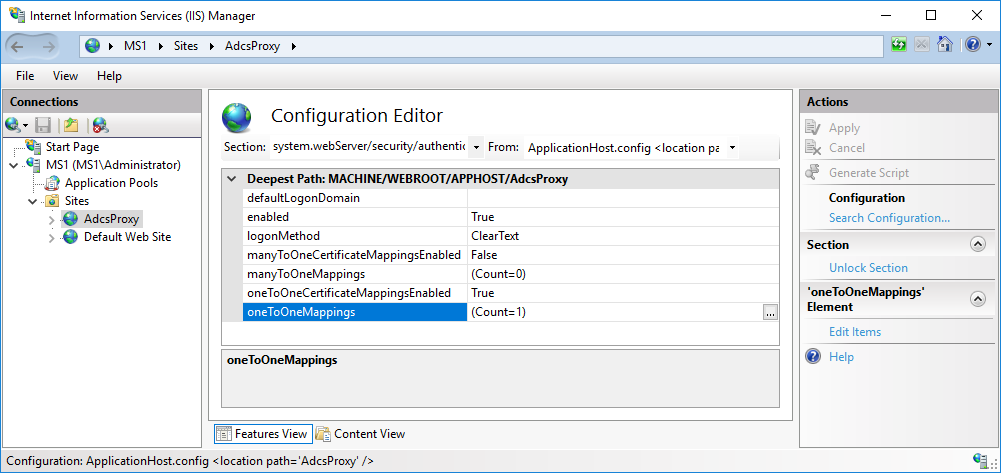 Internet Information Services (IIS) Manager
MS1 Sites AdcsProxy
File View Help
Connections
Start Page
MS1 (MS1\Administrator)
Application Pools
Sites
AdcsProxy
Default Web Site
Configuration Editor
Section: system.webServer/security/authentic From: ApplicationHost.config <location pa
Deepest Path: MACHINE/WEBROOT/APPHOST/AdcsProxy
defaultLogonDomain
enabled True
logonMethod ClearText
manyToOneCertificateMappingsEnabled False
manyToOneMappings (Count=0)
oneToOneCertificateMappingsEnabled True
oneToOneMappings (Count=1) ...
oneToOneMappings
Features View Content View
Actions
Apply
Cancel
Generate Script
Configuration
Search Configuration...
Section
Unlock Section
'oneToOneMappings'
Element
Edit Items
Help
Configuration: ApplicationHost.config <location path='AdcsProxy' />